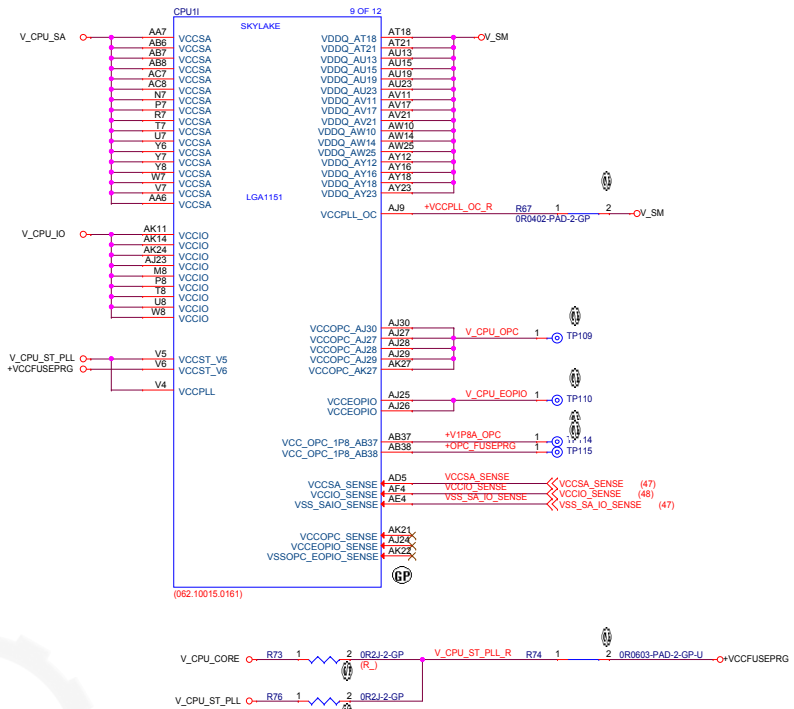 CPU1I 9 OF 12
SKYLAKE
V_CPU_SA AA7 VCCSA VDDQ_AT18 AT18 V_SM
AB6 VCCSA VDDQ_AT21 AT21
AB7 VCCSA VDDQ_AU13 AU13
AB8 VCCSA VDDQ_AU15 AU15
AC7 VCCSA VDDQ_AU19 AU19
AC8 VCCSA VDDQ_AU23 AU23
N7 VCCSA VDDQ_AV11 AV11
P7 VCCSA VDDQ_AV17 AV17
R7 VCCSA VDDQ_AV21 AV21
T7 VCCSA VDDQ_AW10 AW10
U7 VCCSA VDDQ_AW14 AW14
Y6 VCCSA VDDQ_AW25 AW25
Y7 VCCSA VDDQ_AY12 AY12
Y8 VCCSA VDDQ_AY16 AY16
W7 VCCSA VDDQ_AY18 AY18
V7 VCCSA VDDQ_AY23 AY23
AA6 VCCSA LGA1151
VCCPLL_OC AJ9 +VCCPLL_OC_R R67 1 2 V_SM
0R0402-PAD-2-GP
V_CPU_IO AK11 VCCIO
AK14 VCCIO
AK24 VCCIO
AJ23 VCCIO
M8 VCCIO
P8 VCCIO
T8 VCCIO
U8 VCCIO
W8 VCCIO
VCCOPC_AJ30 AJ30
VCCOPC_AJ27 AJ27 V_CPU_OPC 1 TP109
VCCOPC_AJ28 AJ28
VCCOPC_AJ29 AJ29
VCCOPC_AK27 AK27
V_CPU_ST_PLL V5 VCCST_V5
+VCCFUSEPRG V6 VCCST_V6
V4 VCCPLL
VCCEOPIO AJ25 V_CPU_EOPIO 1 TP110
VCCEOPIO AJ26
VCC_OPC_1P8_AB37 AB37 +V1P8A_OPC 1
VCC_OPC_1P8_AB38 AB38 +OPC_FUSEPRG 1 TP115
VCCSA_SENSE AD5 VCCSA_SENSE VCCSA_SENSE (47)
VCCIO_SENSE AF4 VCCIO_SENSE VCCIO_SENSE (48)
VSS_SAIO_SENSE AE4 VSS_SA_IO_SENSE VSS_SA_IO_SENSE (47)
VCCOPC_SENSE AK21
VCCEOPIO_SENSE AJ24
VSSOPC_EOPIO_SENSE AK22
GP
(062.10015.0161)
V_CPU_CORE R73 1 2 0R2J-2-GP V_CPU_ST_PLL_R R74 1 2 0R0603-PAD-2-GP-U +VCCFUSEPRG
(R_)
V_CPU_ST_PLL R76 1 2 0R2J-2-GP